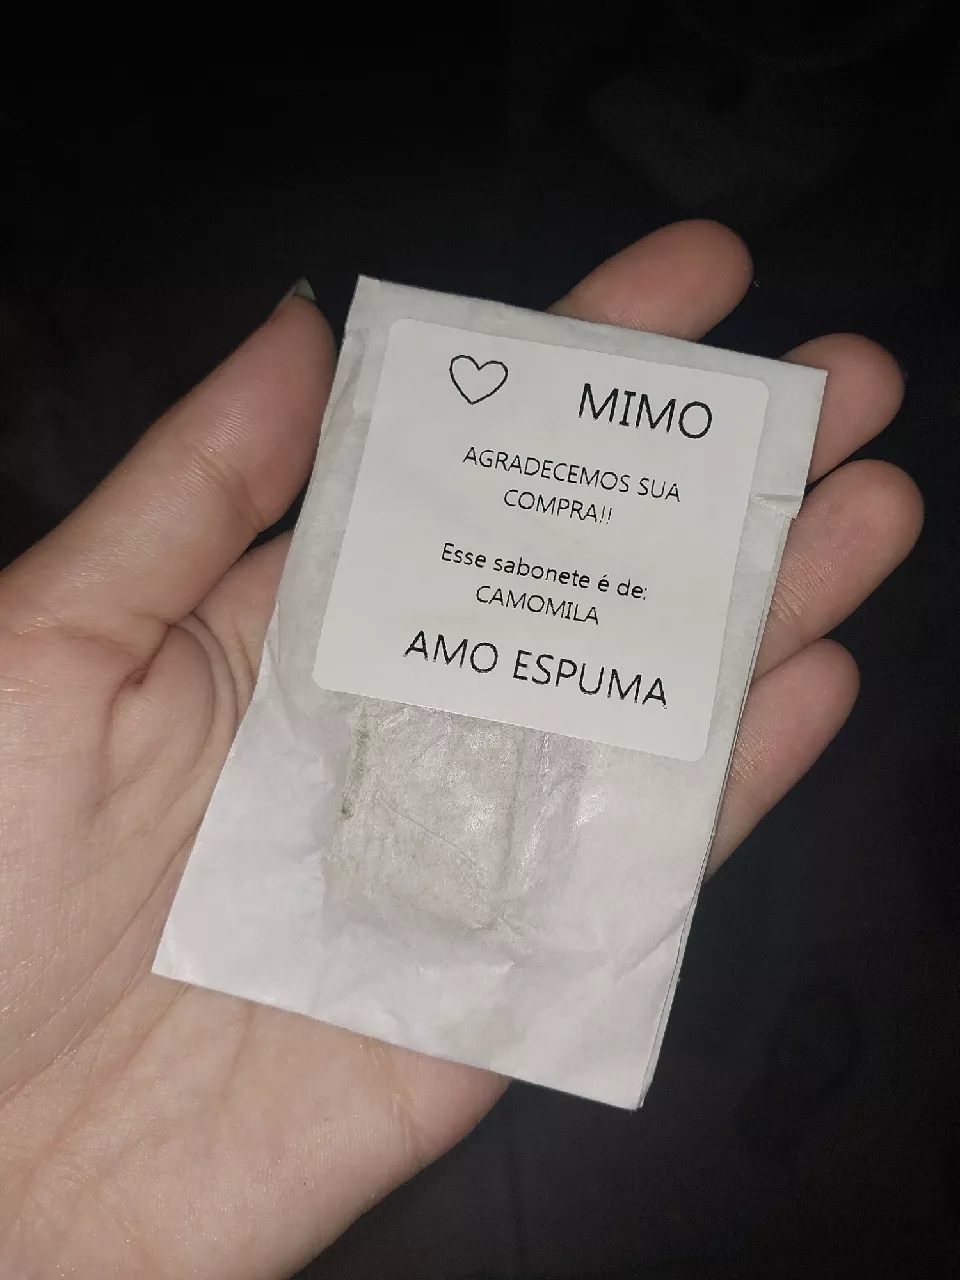 MIMO
AGRADECEMOS SUA
COMPRA!!
Esse sabonete é de:
CAMOMILA
AMO ESPUMA